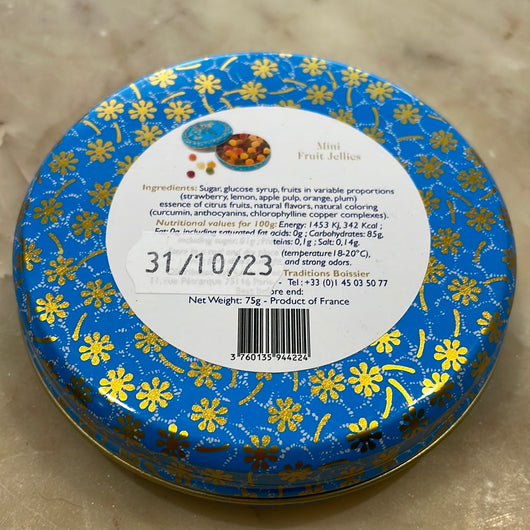 Mini
Fruit Jellies
Ingredients: Sugar, glucose syrup, fruits in variable proportions
(strawberry, lemon, apple pulp, orange, plum)
essence of citrus fruits, natural flavors, natural coloring
(curcumin, anthocyanins, chlorophylline copper complexes).
Nutritional values for 100g: Energy: 1453 KJ, 342 Kcal ;
Fat: 0g, including saturated fatty acids: 0g ; Carbohydrates: 85g,
teins: 0,1g ; Salt: 0,14g.
(temperature 18-20°C),
and strong odors.
31/10/23
Traditions Boissier
- Tel : +33 (0)1 45 03 50 77
ore end:
Net Weight: 75g - Product of France
3 760135 944224